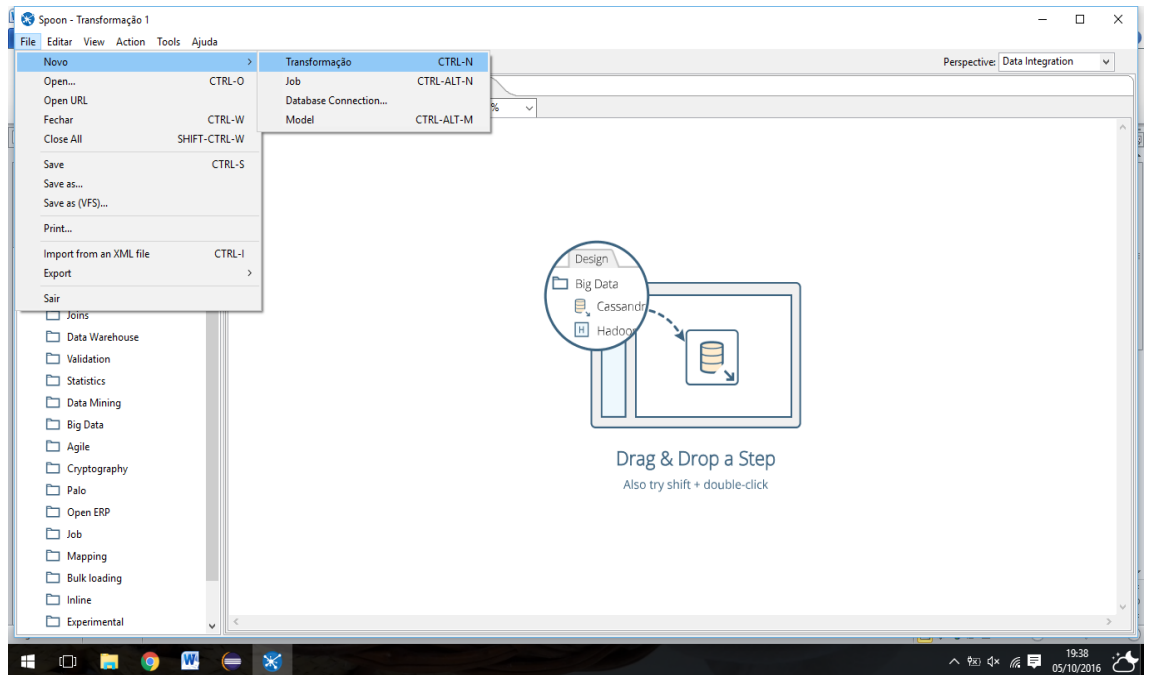 Spoon - Transformação 1
File Editar View Action Tools Ajuda
Novo
Open... CTRL-O
Open URL
Fechar CTRL-W
Close All SHIFT-CTRL-W
Save CTRL-S
Save as...
Save as (VFS)...
Print...
Import from an XML file CTRL-I
Export
Sair
Transformação CTRL-N
Job CTRL-ALT-N
Database Connection...
Model CTRL-ALT-M
Perspective: Data Integration
%
Joins
Data Warehouse
Validation
Statistics
Data Mining
Big Data
Agile
Cryptography
Palo
Open ERP
Job
Mapping
Bulk loading
Inline
Experimental
Design
Big Data
Cassandr
H Hadoop
Drag & Drop a Step
Also try shift + double-click
19:38
05/10/2016